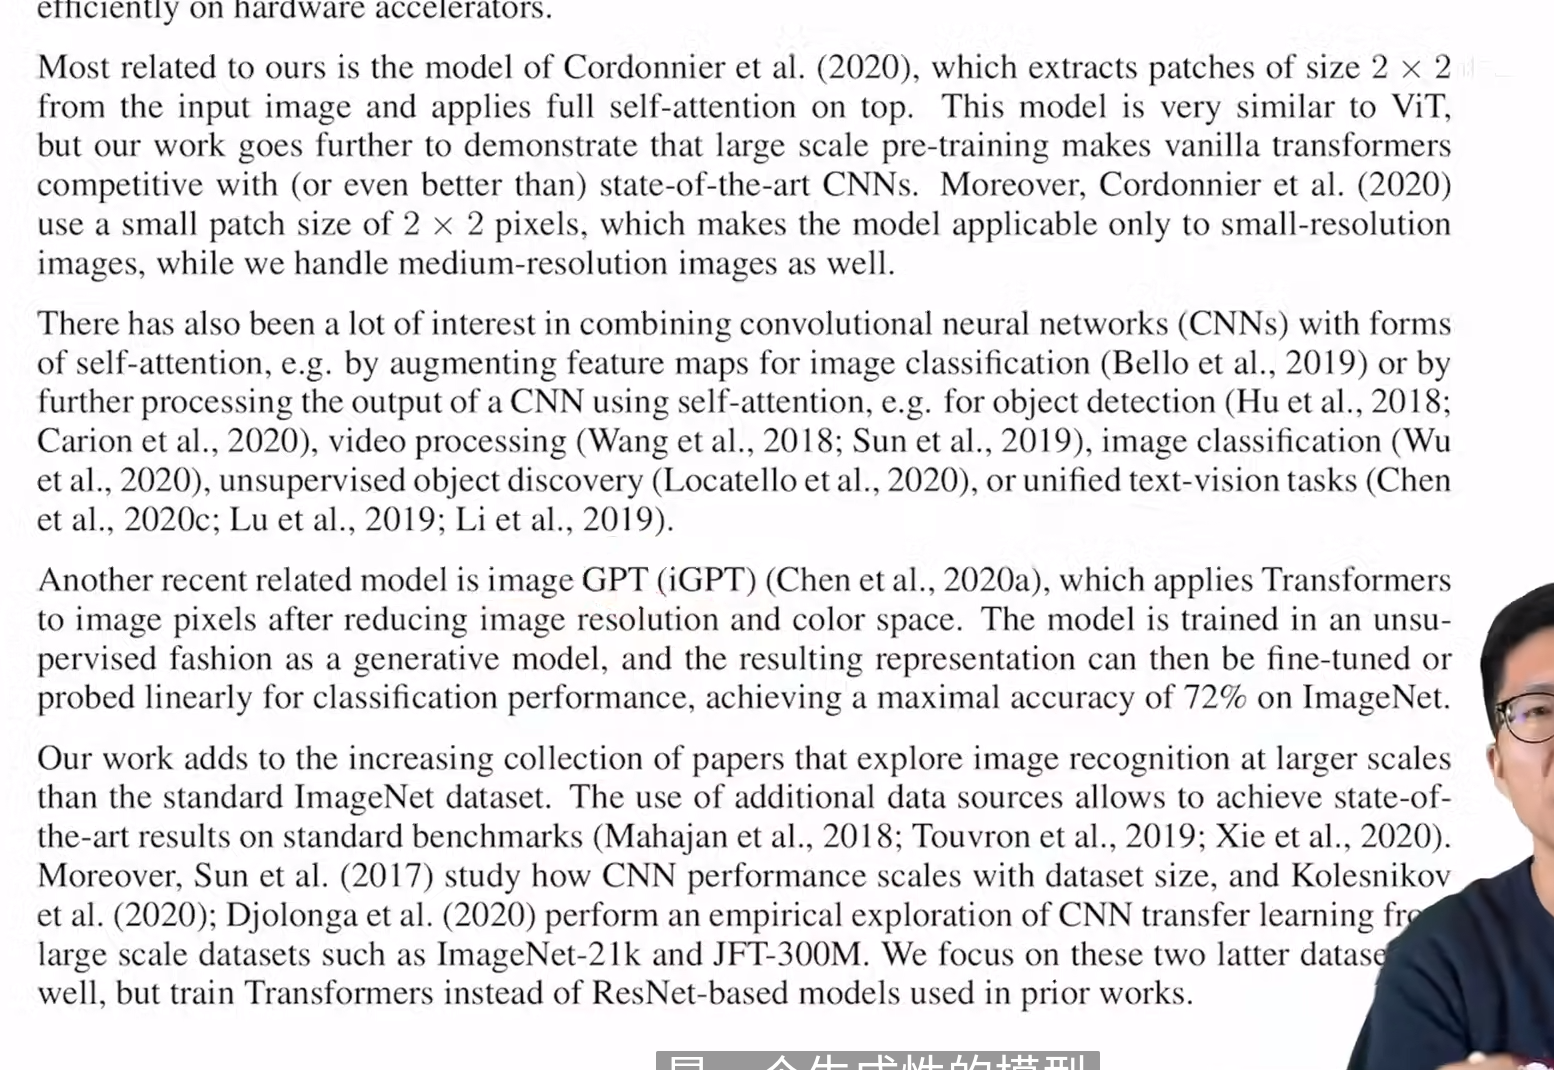 efficiently on hardware accelerators.
Most related to ours is the model of Cordonnier et al. (2020), which extracts patches of size 2 × 2
from the input image and applies full self-attention on top. This model is very similar to ViT,
but our work goes further to demonstrate that large scale pre-training makes vanilla transformers
competitive with (or even better than) state-of-the-art CNNs. Moreover, Cordonnier et al. (2020)
use a small patch size of 2 × 2 pixels, which makes the model applicable only to small-resolution
images, while we handle medium-resolution images as well.
There has also been a lot of interest in combining convolutional neural networks (CNNs) with forms
of self-attention, e.g. by augmenting feature maps for image classification (Bello et al., 2019) or by
further processing the output of a CNN using self-attention, e.g. for object detection (Hu et al., 2018;
Carion et al., 2020), video processing (Wang et al., 2018; Sun et al., 2019), image classification (Wu
et al., 2020), unsupervised object discovery (Locatello et al., 2020), or unified text-vision tasks (Chen
et al., 2020c; Lu et al., 2019; Li et al., 2019).
Another recent related model is image GPT (iGPT) (Chen et al., 2020a), which applies Transformers
to image pixels after reducing image resolution and color space. The model is trained in an unsu-
pervised fashion as a generative model, and the resulting representation can then be fine-tuned or
probed linearly for classification performance, achieving a maximal accuracy of 72% on ImageNet.
Our work adds to the increasing collection of papers that explore image recognition at larger scales
than the standard ImageNet dataset. The use of additional data sources allows to achieve state-of-
the-art results on standard benchmarks (Mahajan et al., 2018; Touvron et al., 2019; Xie et al., 2020).
Moreover, Sun et al. (2017) study how CNN performance scales with dataset size, and Kolesnikov
et al. (2020); Djolonga et al. (2020) perform an empirical exploration of CNN transfer learning fro
large scale datasets such as ImageNet-21k and JFT-300M. We focus on these two latter datase
well, but train Transformers instead of ResNet-based models used in prior works.
是一个生成性的模型